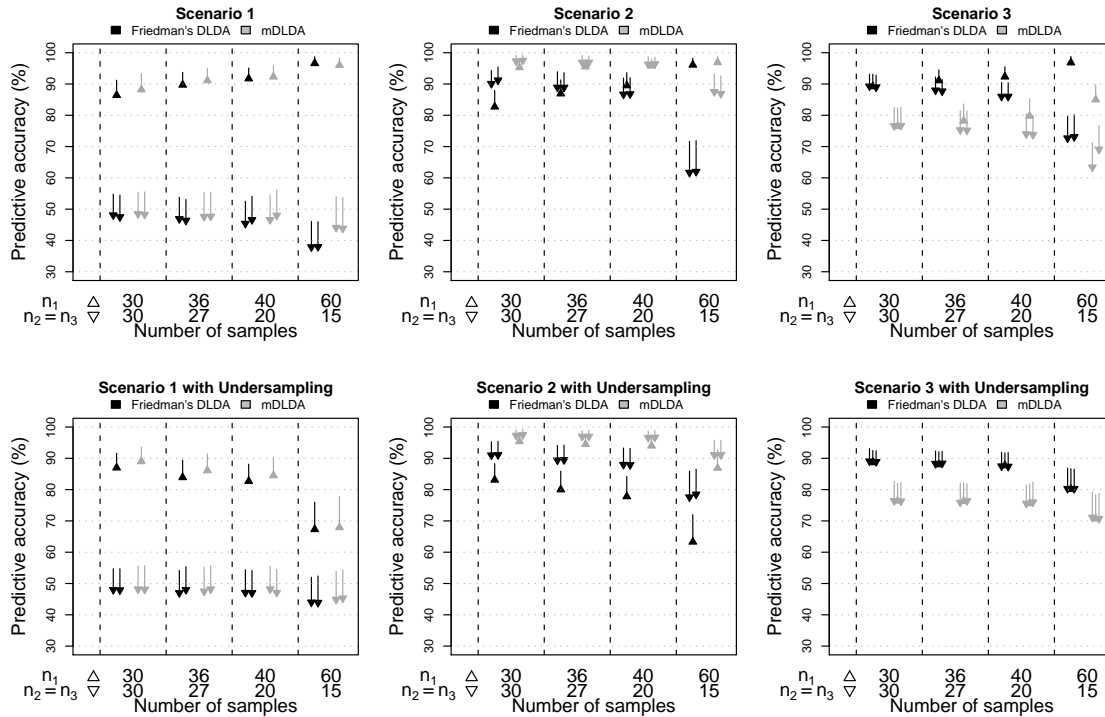 Scenario 1
■ Friedman's DLDA ■ mDLDA
Predictive accuracy (%)
100
90
80
70
60
50
40
30
n1 △ 30 36 40 60
n2 = n3 ▽ 30 27 20 15
Number of samples
Scenario 2
■ Friedman's DLDA ■ mDLDA
Predictive accuracy (%)
100
90
80
70
60
50
40
30
n1 △ 30 36 40 60
n2 = n3 ▽ 30 27 20 15
Number of samples
Scenario 3
■ Friedman's DLDA ■ mDLDA
Predictive accuracy (%)
100
90
80
70
60
50
40
30
n1 △ 30 36 40 60
n2 = n3 ▽ 30 27 20 15
Number of samples
Scenario 1 with Undersampling
■ Friedman's DLDA ■ mDLDA
Predictive accuracy (%)
100
90
80
70
60
50
40
30
n1 △ 30 36 40 60
n2 = n3 ▽ 30 27 20 15
Number of samples
Scenario 2 with Undersampling
■ Friedman's DLDA ■ mDLDA
Predictive accuracy (%)
100
90
80
70
60
50
40
30
n1 △ 30 36 40 60
n2 = n3 ▽ 30 27 20 15
Number of samples
Scenario 3 with Undersampling
■ Friedman's DLDA ■ mDLDA
Predictive accuracy (%)
100
90
80
70
60
50
40
30
n1 △ 30 36 40 60
n2 = n3 ▽ 30 27 20 15
Number of samples